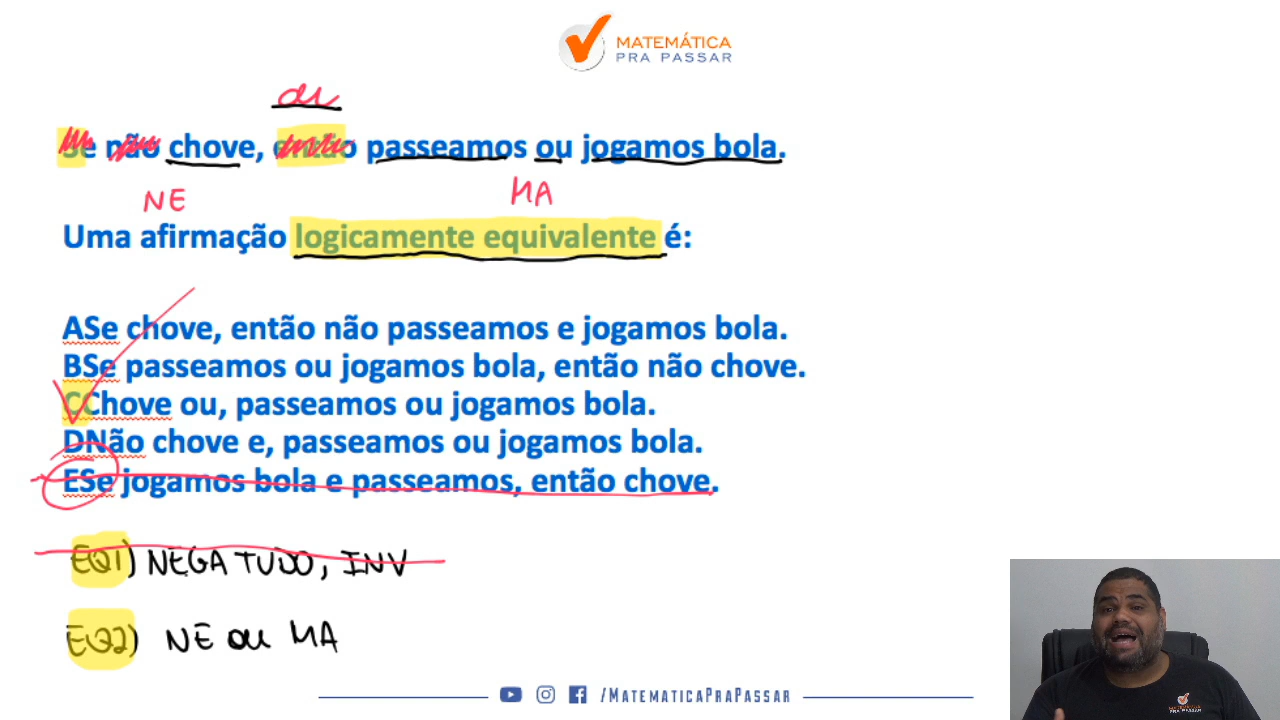 MATEMÁTICA
PRA PASSAR
ou
Se não chove, então passeamos ou jogamos bola.
NE MA
Uma afirmação logicamente equivalente é:
ASe chove, então não passeamos e jogamos bola.
BSe passeamos ou jogamos bola, então não chove.
CChove ou, passeamos ou jogamos bola.
DNão chove e, passeamos ou jogamos bola.
ESe jogamos bola e passeamos, então chove.
EQ1) NEGA TUDO, INV
EQ2) NE ou MA
/MATEMATICAPRAPASSAR
MATEMÁTICA
PRA PASSAR